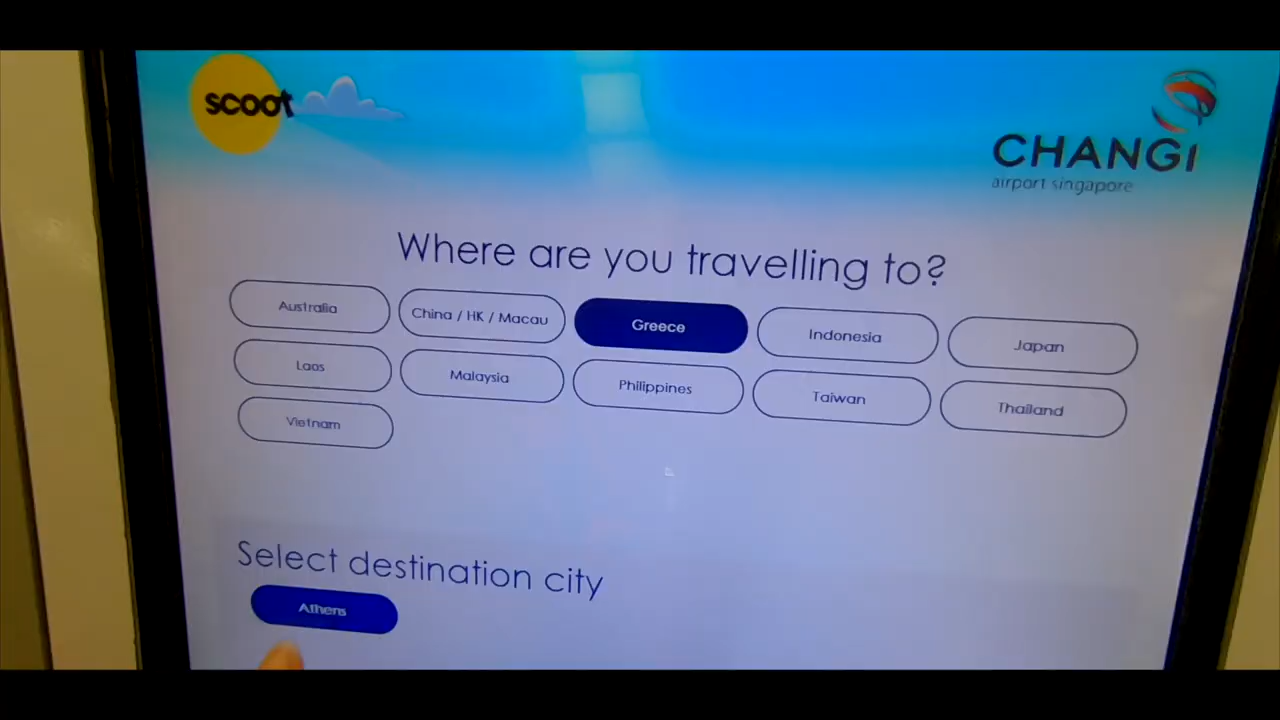 scoot
CHANGI
airport singapore
Where are you travelling to?
Australia
China / HK / Macau
Greece
Indonesia
Japan
Laos
Malaysia
Philippines
Taiwan
Thailand
Vietnam
Select destination city
Athens